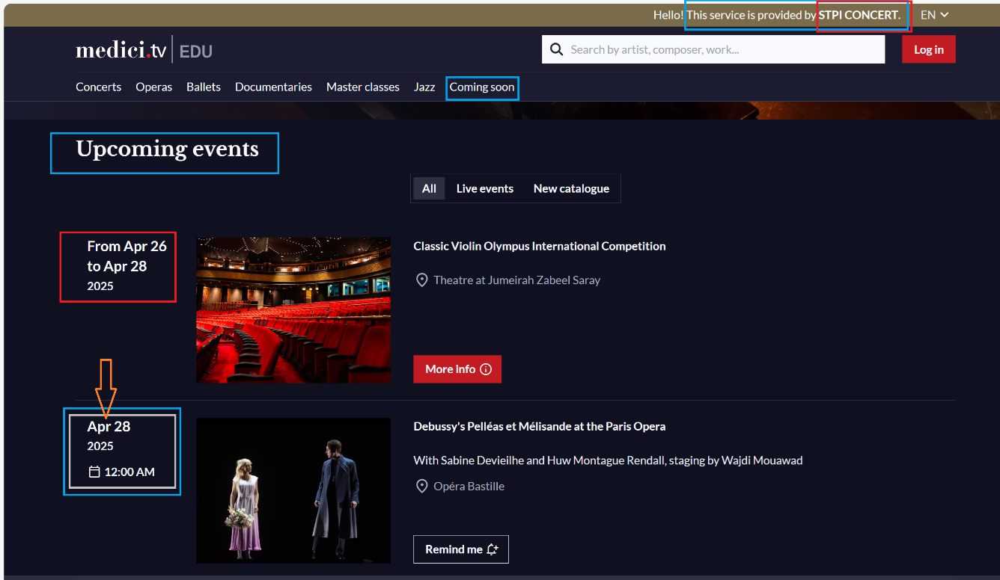 Hello! This service is provided by STPI CONCERT. EN
medici.tv EDU
Search by artist, composer, work...
Log in
Concerts Operas Ballets Documentaries Master classes Jazz Coming soon
Upcoming events
All Live events New catalogue
From Apr 26
to Apr 28
2025
Classic Violin Olympus International Competition
Theatre at Jumeirah Zabeel Saray
More info
Apr 28
2025
12:00 AM
Debussy's Pelléas et Mélisande at the Paris Opera
With Sabine Devieilhe and Huw Montague Rendall, staging by Wajdi Mouawad
Opéra Bastille
Remind me